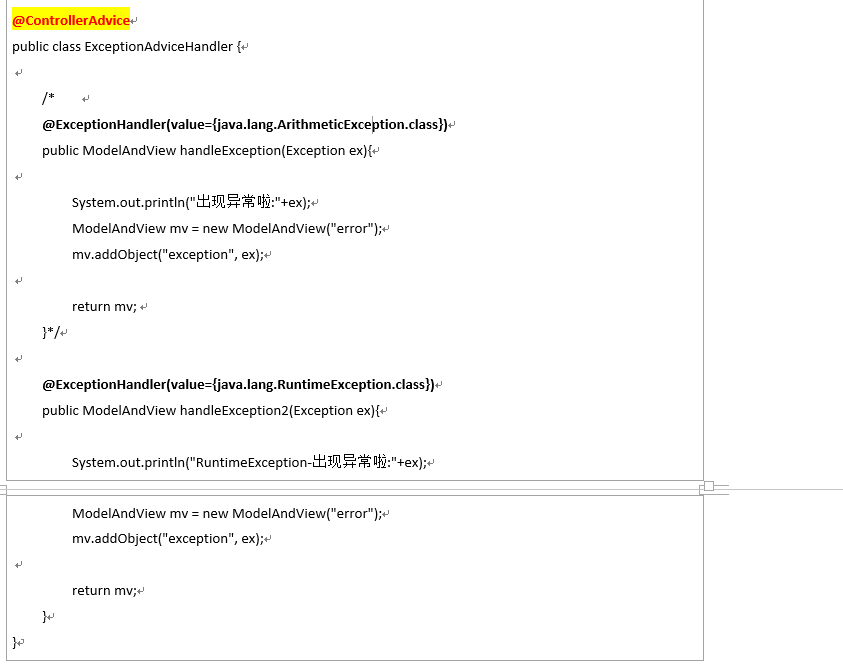 @ControllerAdvice
public class ExceptionAdviceHandler {
/*
@ExceptionHandler(value={java.lang.ArithmeticException.class})
public ModelAndView handleException(Exception ex){
System.out.println("出现异常啦:"+ex);
ModelAndView mv = new ModelAndView("error");
mv.addObject("exception", ex);
return mv;
}*/
@ExceptionHandler(value={java.lang.RuntimeException.class})
public ModelAndView handleException2(Exception ex){
System.out.println("RuntimeException-出现异常啦:"+ex);
ModelAndView mv = new ModelAndView("error");
mv.addObject("exception", ex);
return mv;
}
}